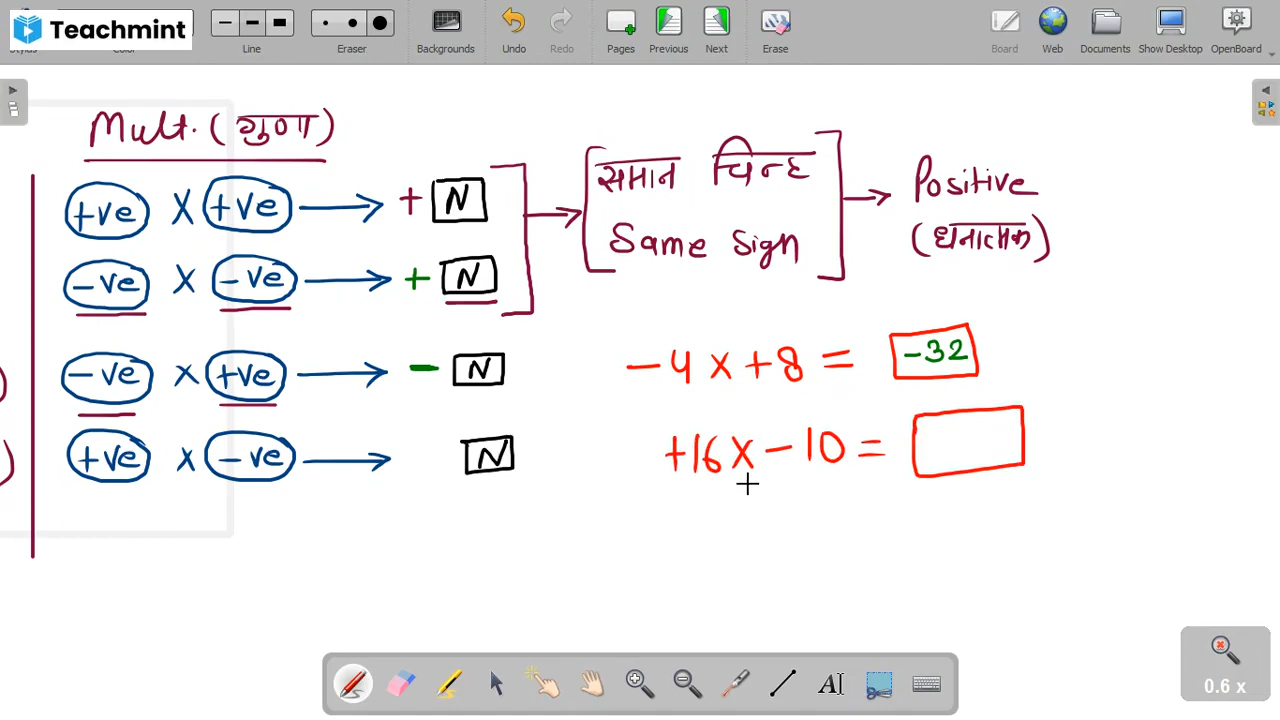 Teachmint
Styles Color Line Eraser Backgrounds Undo Redo Pages Previous Next Erase Board Web Documents Show Desktop OpenBoard
Mult. (गुणा)
+ve X +ve → + N
-ve X -ve → + N
-ve x +ve → - N
+ve x -ve → N
समान चिन्ह
Same Sign
→ Positive
(धनात्मक)
-4 x +8 = -32
+16 x -10 =
0.6 x